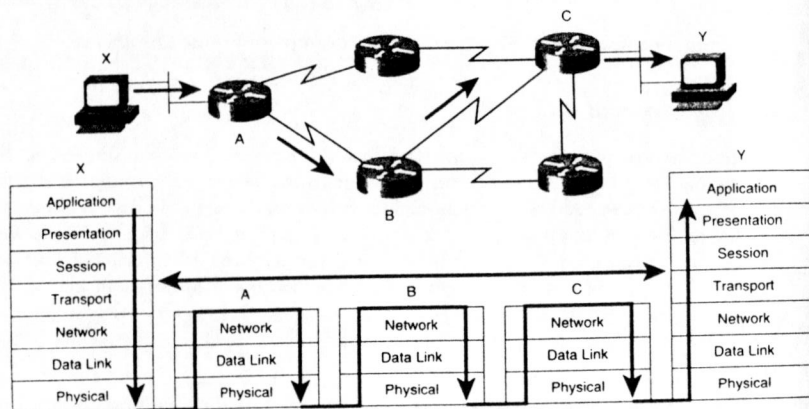 C
X
Y
A
B
X
Y
Application
Presentation
Session
Transport
Network
Data Link
Physical
A
Network
Data Link
Physical
B
Network
Data Link
Physical
C
Network
Data Link
Physical
Application
Presentation
Session
Transport
Network
Data Link
Physical